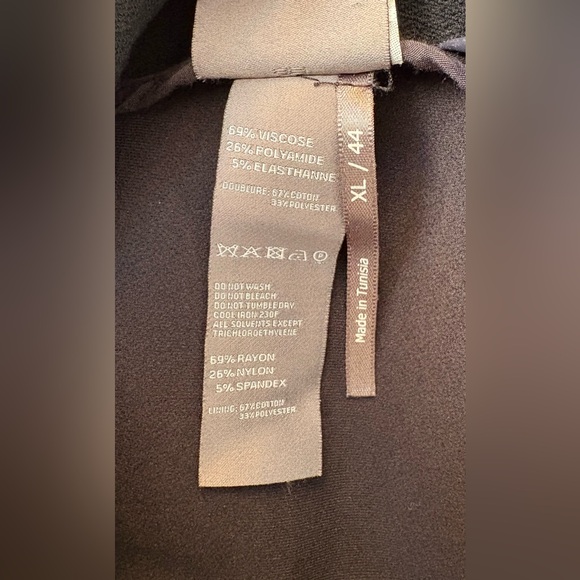 69% VISCOSE
26% POLYAMIDE
5% ELASTHANNE
DOUBLURE: 67% COTON
33% POLYESTER
DO NOT WASH
DO NOT BLEACH
DO NOT TUMBLE DRY
COOL IRON 230F
ALL SOLVENTS EXCEPT
TRICHLOROETHYLENE
69% RAYON
26% NYLON
5% SPANDEX
LINING: 67% COTTON
33% POLYESTER
XL / 44
Made in Tunisia